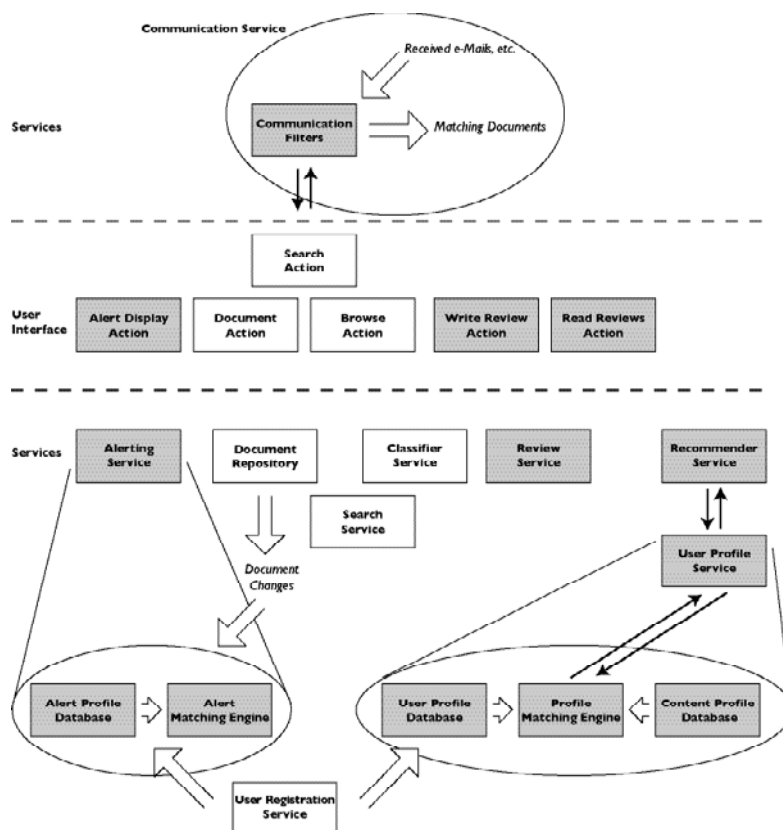 Communication Service
Received e-Mails, etc.
Services
Communication
Filters
Matching Documents
Search
Action
User
Interface
Alert Display
Action
Document
Action
Browse
Action
Write Review
Action
Read Reviews
Action
Services
Alerting
Service
Document
Repository
Classifier
Service
Review
Service
Recommender
Service
Search
Service
User Profile
Service
Document
Changes
Alert Profile
Database
Alert
Matching Engine
User Profile
Database
Profile
Matching Engine
Content Profile
Database
User Registration
Service